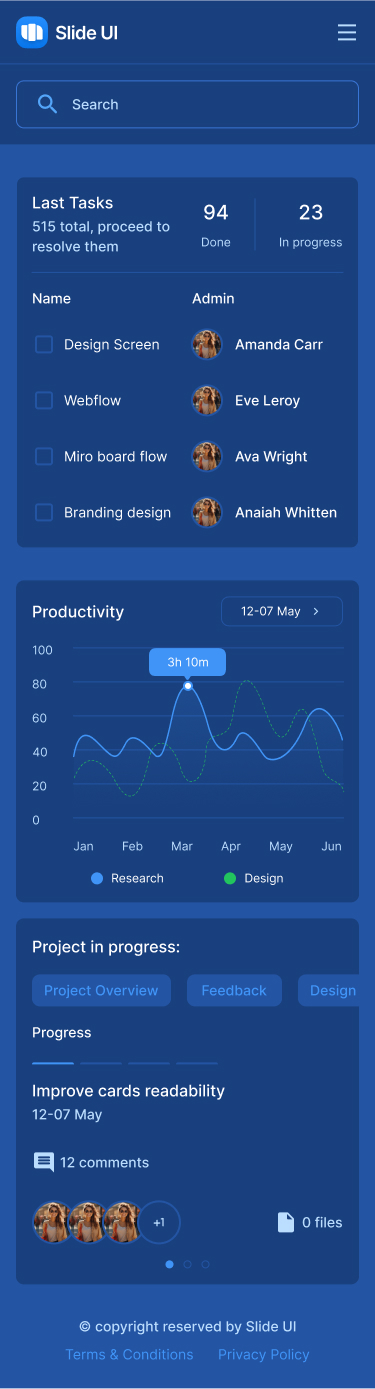 Slide UI
Search
Last Tasks
515 total, proceed to
resolve them
94
Done
23
In progress
Name Admin
Design Screen Amanda Carr
Webflow Eve Leroy
Miro board flow Ava Wright
Branding design Anaiah Whitten
Productivity
12-07 May
3h 10m
100
80
60
40
20
0
Jan Feb Mar Apr May Jun
Research Design
Project in progress:
Project Overview Feedback Design
Progress
Improve cards readability
12-07 May
12 comments
+1
0 files
© copyright reserved by Slide UI
Terms & Conditions Privacy Policy